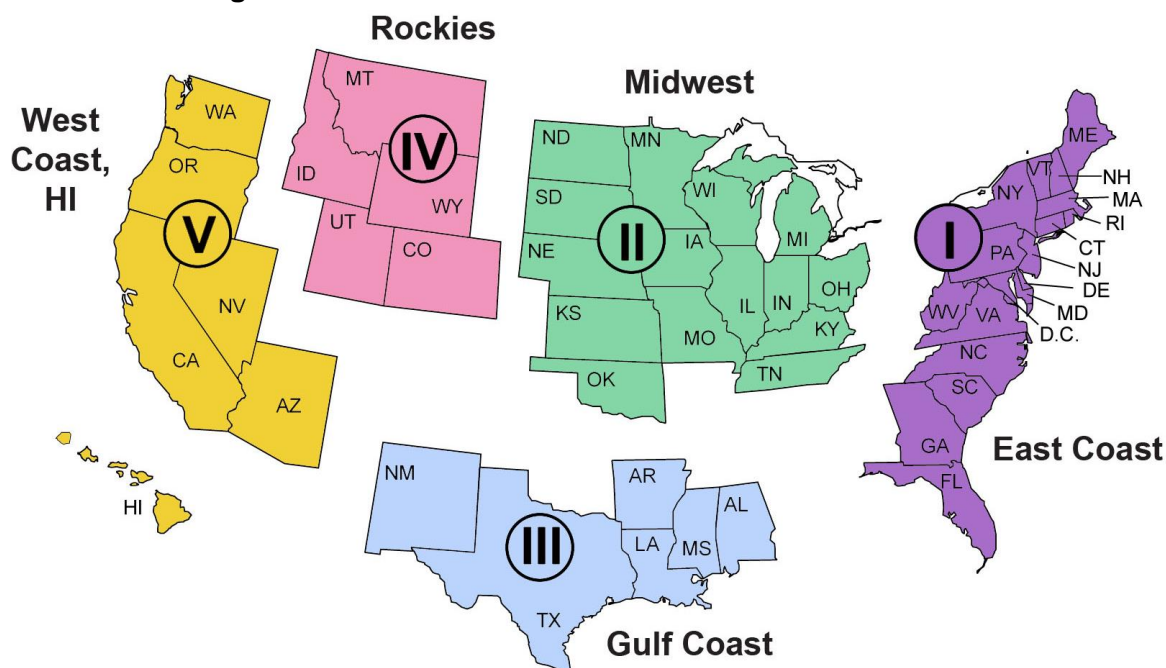 Rockies
Midwest
West
Coast,
HI
East Coast
Gulf Coast
I
II
III
IV
V
WA
OR
NV
CA
AZ
HI
MT
ID
WY
UT
CO
ND
MN
SD
WI
NE
IA
MI
KS
IL
IN
OH
MO
KY
OK
TN
NM
AR
LA
MS
AL
TX
ME
VT
NH
NY
MA
RI
CT
PA
NJ
DE
MD
WV
VA
D.C.
NC
SC
GA
FL